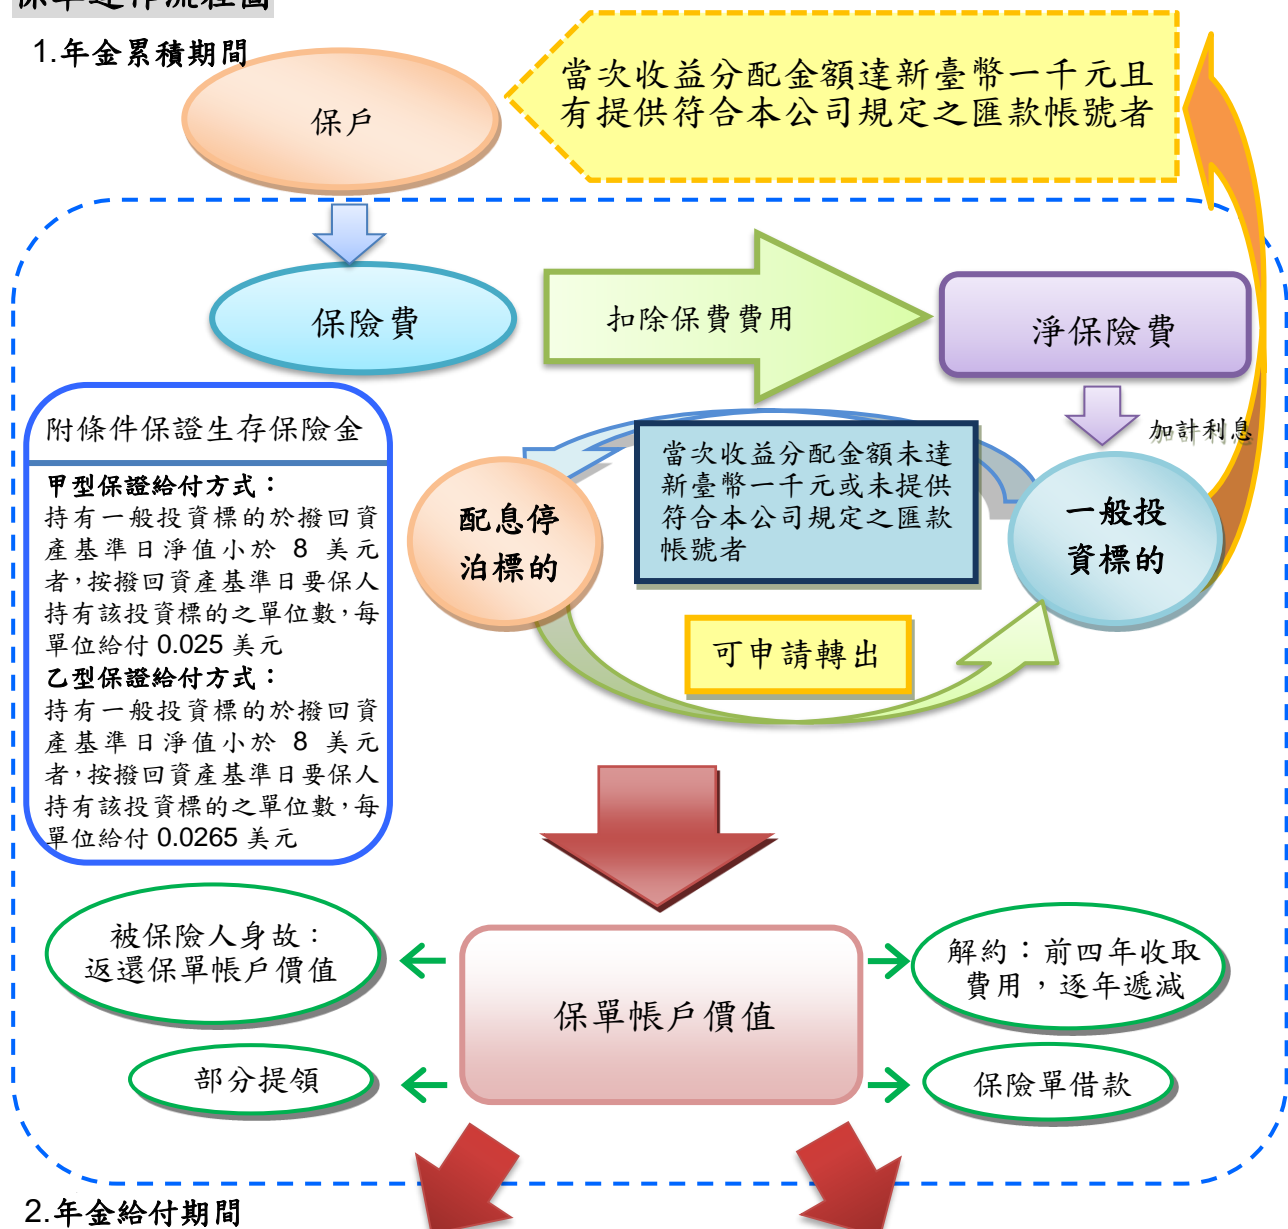 保單運作流程圖
1.年金累積期間
保戶
當次收益分配金額達新臺幣一千元且
有提供符合本公司規定之匯款帳號者
保險費
扣除保費費用
淨保險費
加計利息
附條件保證生存保險金
甲型保證給付方式：
持有一般投資標的於撥回資
產基準日淨值小於 8 美元
者，按撥回資產基準日要保人
持有該投資標的之單位數，每
單位給付 0.025 美元
乙型保證給付方式：
持有一般投資標的於撥回資
產基準日淨值小於 8 美元
者，按撥回資產基準日要保人
持有該投資標的之單位數，每
單位給付 0.0265 美元
配息停
泊標的
當次收益分配金額未達
新臺幣一千元或未提供
符合本公司規定之匯款
帳號者
一般投
資標的
可申請轉出
被保險人身故：
返還保單帳戶價值
部分提領
保單帳戶價值
解約：前四年收取
費用，逐年遞減
保險單借款
2.年金給付期間